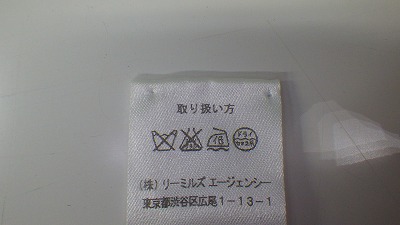 取り扱い方
ドライ
(株) リーミルズ エージェンシー
東京都渋谷区広尾1-13-1